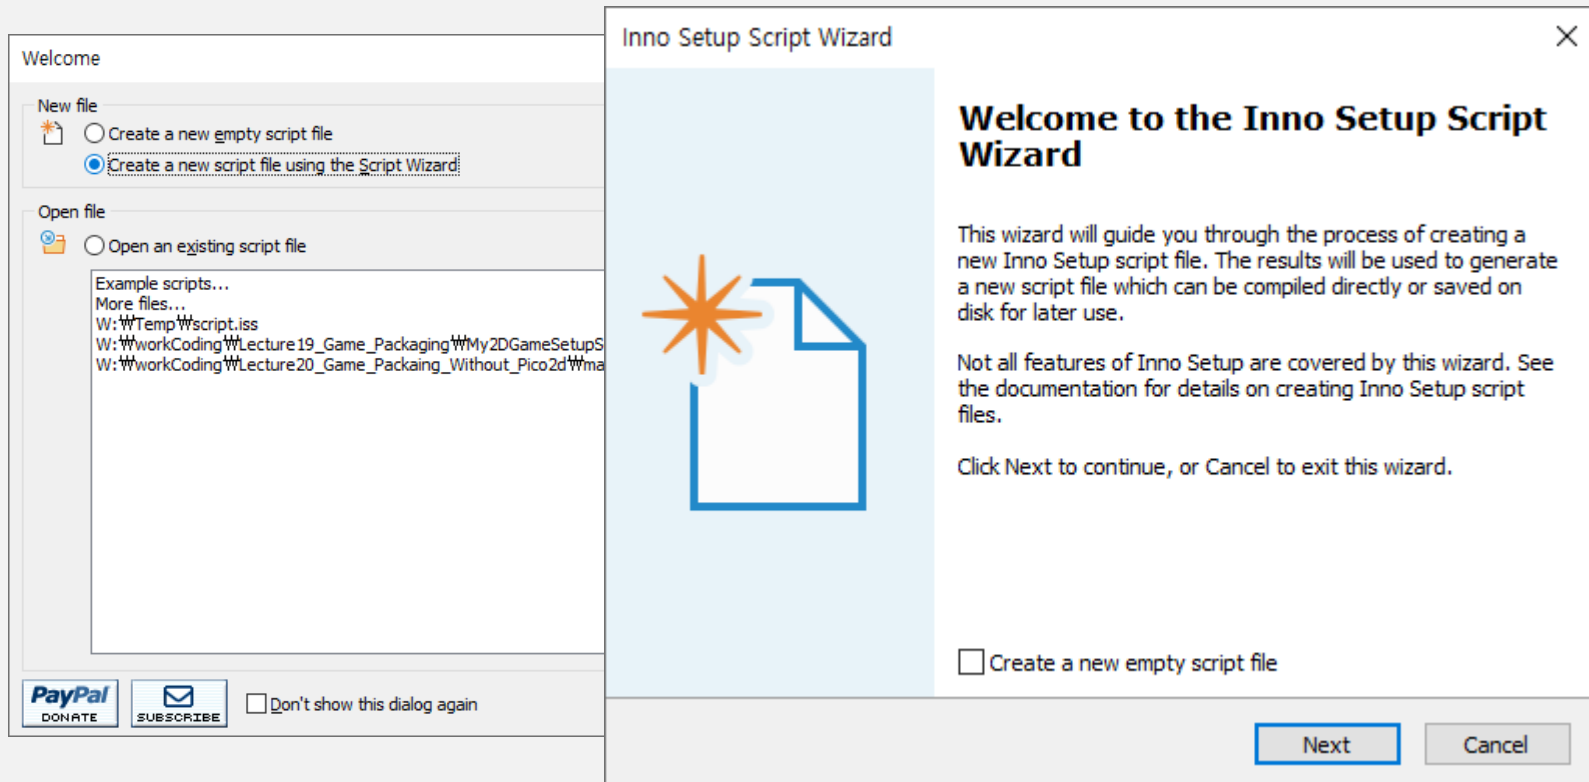 Welcome
New file
Create a new empty script file
Create a new script file using the Script Wizard
Open file
Open an existing script file
Example scripts...
More files...
W:₩Temp₩script.iss
W:₩workCoding₩Lecture19_Game_Packaging₩My2DGameSetupS
W:₩workCoding₩Lecture20_Game_Packaing_Without_Pico2d₩ma
PayPal
DONATE
SUBSCRIBE
Don't show this dialog again
Inno Setup Script Wizard
Welcome to the Inno Setup Script
Wizard
This wizard will guide you through the process of creating a
new Inno Setup script file. The results will be used to generate
a new script file which can be compiled directly or saved on
disk for later use.
Not all features of Inno Setup are covered by this wizard. See
the documentation for details on creating Inno Setup script
files.
Click Next to continue, or Cancel to exit this wizard.
Create a new empty script file
Next
Cancel